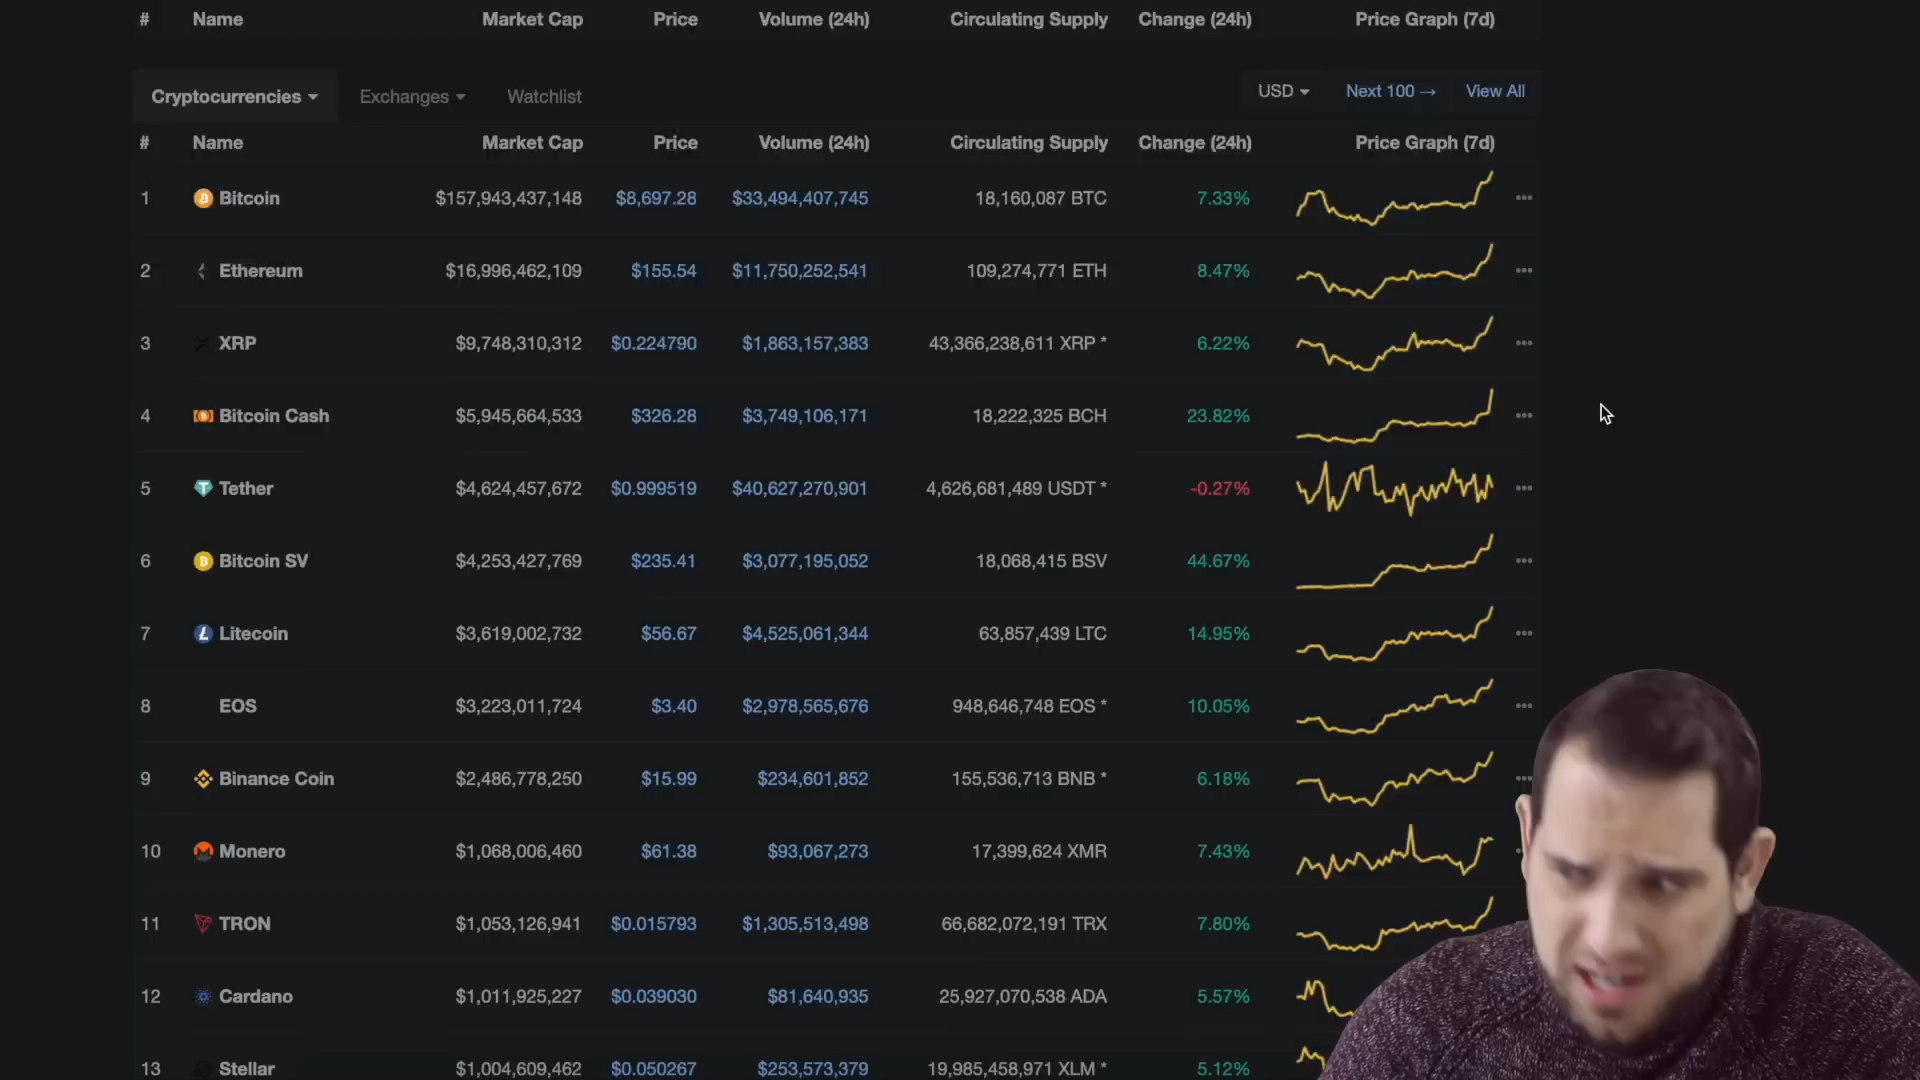 # Name Market Cap Price Volume (24h) Circulating Supply Change (24h) Price Graph (7d)
Cryptocurrencies Exchanges Watchlist USD Next 100 → View All
# Name Market Cap Price Volume (24h) Circulating Supply Change (24h) Price Graph (7d)
1 Bitcoin $157,943,437,148 $8,697.28 $33,494,407,745 18,160,087 BTC 7.33%
2 Ethereum $16,996,462,109 $155.54 $11,750,252,541 109,274,771 ETH 8.47%
3 XRP $9,748,310,312 $0.224790 $1,863,157,383 43,366,238,611 XRP * 6.22%
4 Bitcoin Cash $5,945,664,533 $326.28 $3,749,106,171 18,222,325 BCH 23.82%
5 Tether $4,624,457,672 $0.999519 $40,627,270,901 4,626,681,489 USDT * -0.27%
6 Bitcoin SV $4,253,427,769 $235.41 $3,077,195,052 18,068,415 BSV 44.67%
7 Litecoin $3,619,002,732 $56.67 $4,525,061,344 63,857,439 LTC 14.95%
8 EOS $3,223,011,724 $3.40 $2,978,565,676 948,646,748 EOS * 10.05%
9 Binance Coin $2,486,778,250 $15.99 $234,601,852 155,536,713 BNB * 6.18%
10 Monero $1,068,006,460 $61.38 $93,067,273 17,399,624 XMR 7.43%
11 TRON $1,053,126,941 $0.015793 $1,305,513,498 66,682,072,191 TRX 7.80%
12 Cardano $1,011,925,227 $0.039030 $81,640,935 25,927,070,538 ADA 5.57%
13 Stellar $1,004,609,462 $0.050267 $253,573,379 19,985,458,971 XLM * 5.12%